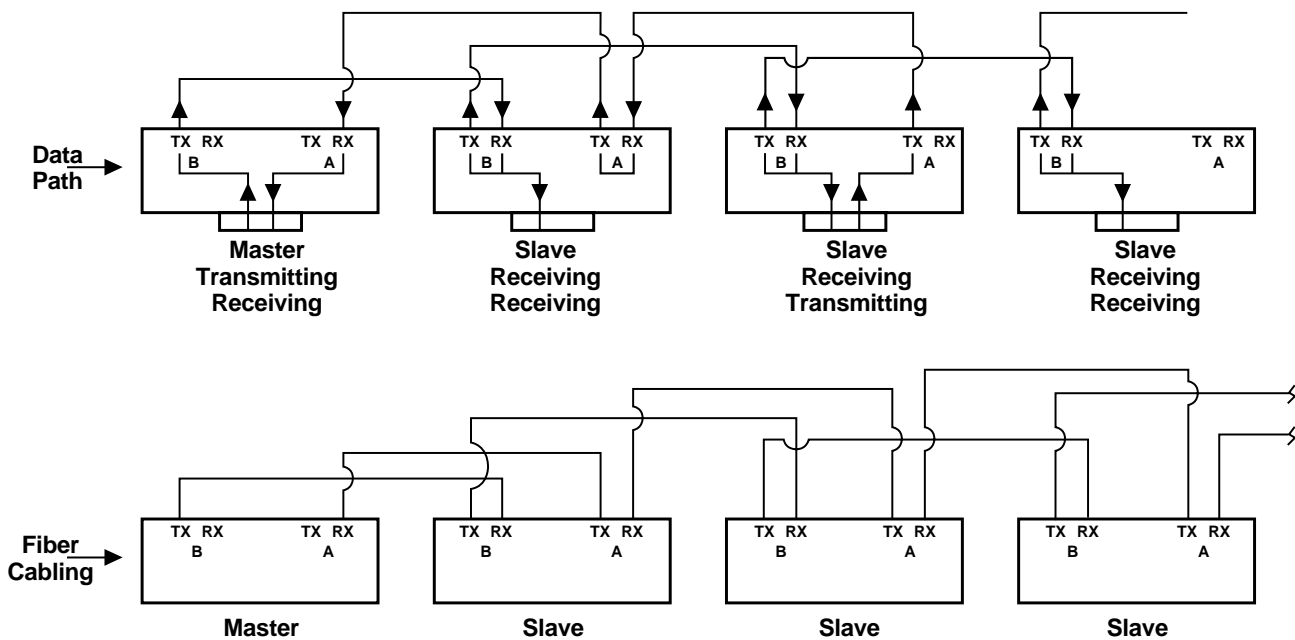 TX RX TX RX TX RX TX RX TX RX TX RX TX RX TX RX
B A B A B A B A
Data
Path
Master
Transmitting
Receiving
Slave
Receiving
Receiving
Slave
Receiving
Transmitting
Slave
Receiving
Receiving
TX RX TX RX TX RX TX RX TX RX TX RX TX RX TX RX
B A B A B A B A
Fiber
Cabling
Master Slave Slave Slave